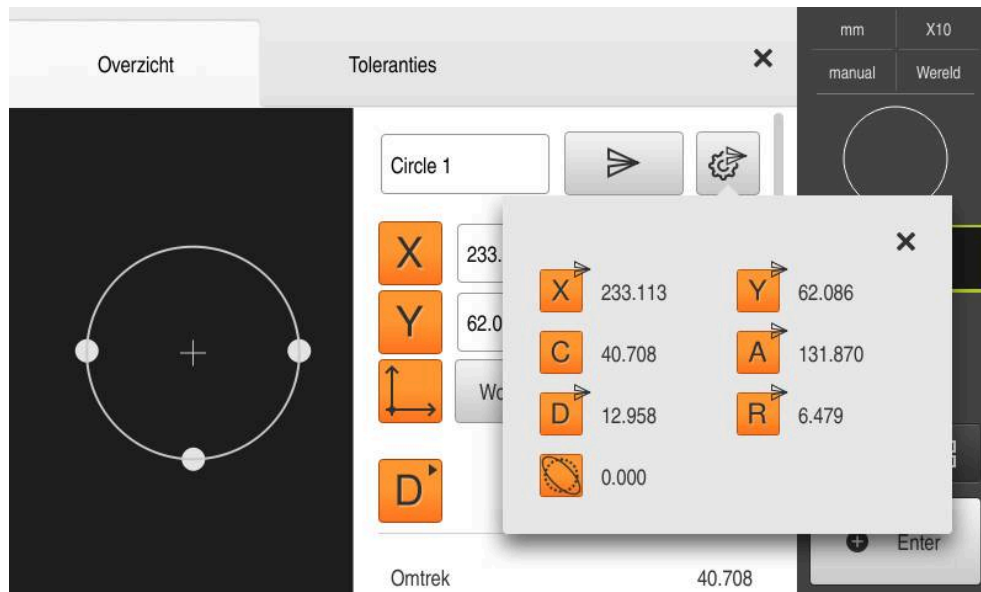 Overzicht
Toleranties
mm X10
manual Wereld
Circle 1
X 233.
Y 62.0
X 233.113 Y 62.086
C 40.708 A 131.870
D 12.958 R 6.479
0.000
D
Enter
Omtrek 40.708